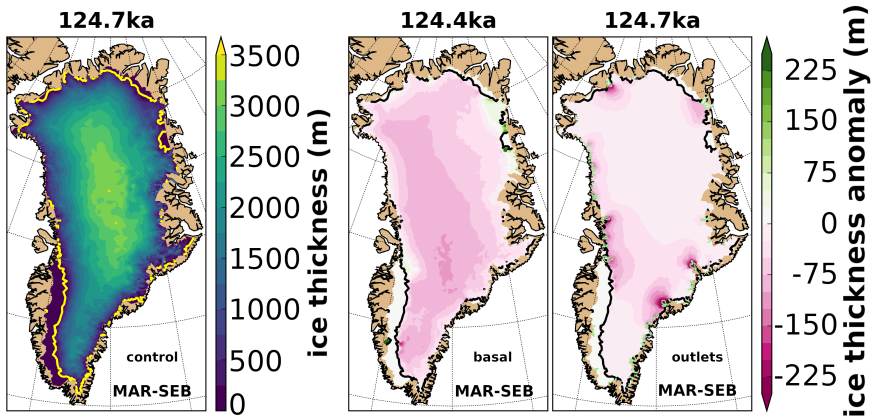 124.7ka
3500
3000
2500
2000
1500
1000
500
0
ice thickness (m)
control
MAR-SEB
124.4ka
basal
MAR-SEB
124.7ka
outlets
MAR-SEB
225
150
75
0
-75
-150
-225
ice thickness anomaly (m)